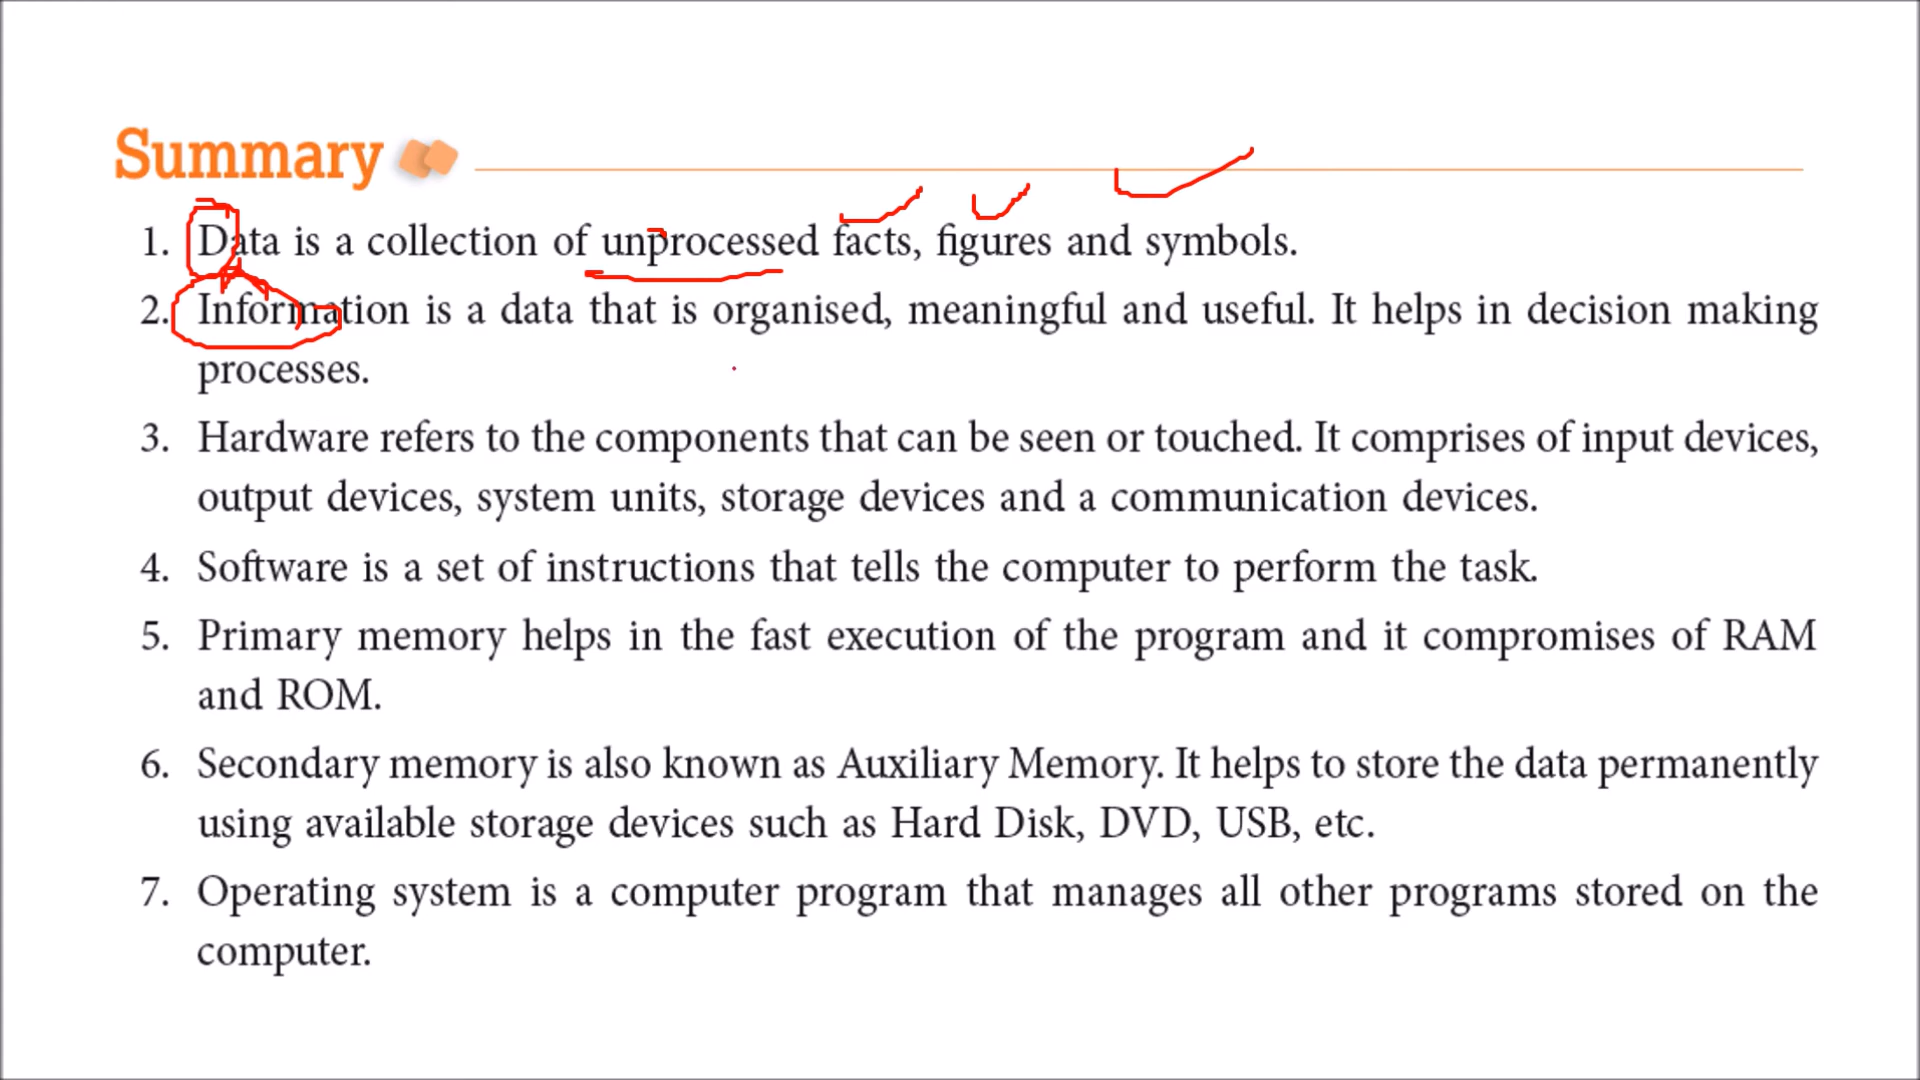 Summary
1. Data is a collection of unprocessed facts, figures and symbols.
2. Information is a data that is organised, meaningful and useful. It helps in decision making
processes.
3. Hardware refers to the components that can be seen or touched. It comprises of input devices,
output devices, system units, storage devices and a communication devices.
4. Software is a set of instructions that tells the computer to perform the task.
5. Primary memory helps in the fast execution of the program and it compromises of RAM
and ROM.
6. Secondary memory is also known as Auxiliary Memory. It helps to store the data permanently
using available storage devices such as Hard Disk, DVD, USB, etc.
7. Operating system is a computer program that manages all other programs stored on the
computer.